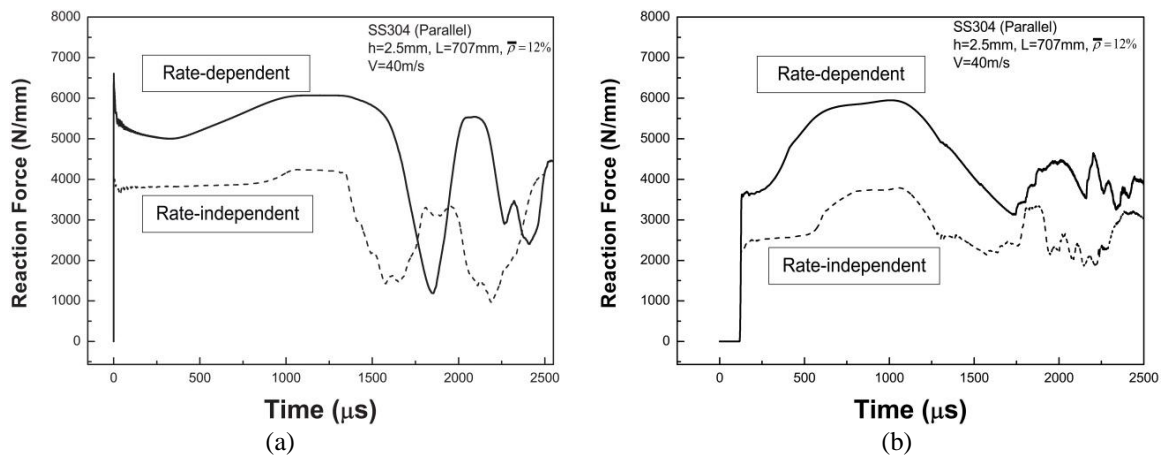 8000
7000
6000
5000
4000
3000
2000
1000
0
Reaction Force (N/mm)
SS304 (Parallel)
h=2.5mm, L=707mm, ρ̅=12%
V=40m/s
Rate-dependent
Rate-independent
0 500 1000 1500 2000 2500
Time (μs)
(a)
8000
7000
6000
5000
4000
3000
2000
1000
0
Reaction Force (N/mm)
SS304 (Parallel)
h=2.5mm, L=707mm, ρ̅=12%
V=40m/s
Rate-dependent
Rate-independent
0 500 1000 1500 2000 2500
Time (μs)
(b)